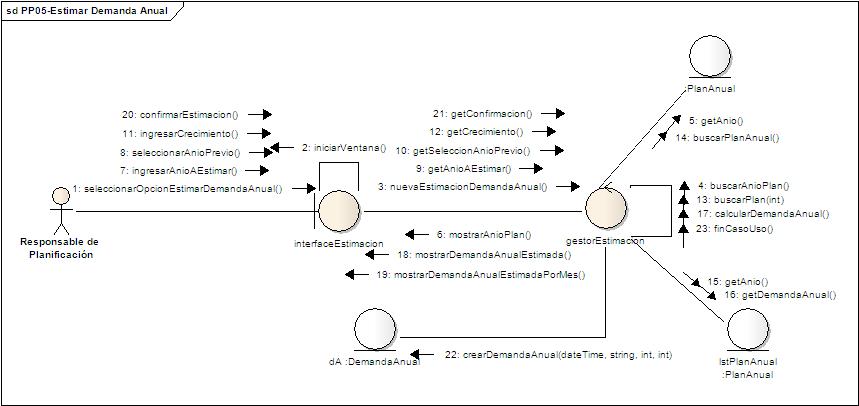 sd PP05-Estimar Demanda Anual
:PlanAnual
20: confirmarEstimacion()
21: getConfirmacion()
5: getAnio()
11: ingresarCrecimiento()
12: getCrecimiento()
14: buscarPlanAnual()
8: seleccionarAnioPrevio()
2: iniciarVentana()
10: getSeleccionAnioPrevio()
7: ingresarAnioAEstimar()
9: getAnioAEstimar()
1: seleccionarOpcionEstimarDemandaAnual()
3: nuevaEstimacionDemandaAnual()
4: buscarAnioPlan()
13: buscarPlan(int)
17: calcularDemandaAnual()
23: finCasoUso()
Responsable de
Planificación
interfaceEstimacion
gestorEstimacion
6: mostrarAnioPlan()
18: mostrarDemandaAnualEstimada()
19: mostrarDemandaAnualEstimadaPorMes()
15: getAnio()
16: getDemandaAnual()
dA :DemandaAnual
22: crearDemandaAnual(dateTime, string, int, int)
lstPlanAnual
:PlanAnual